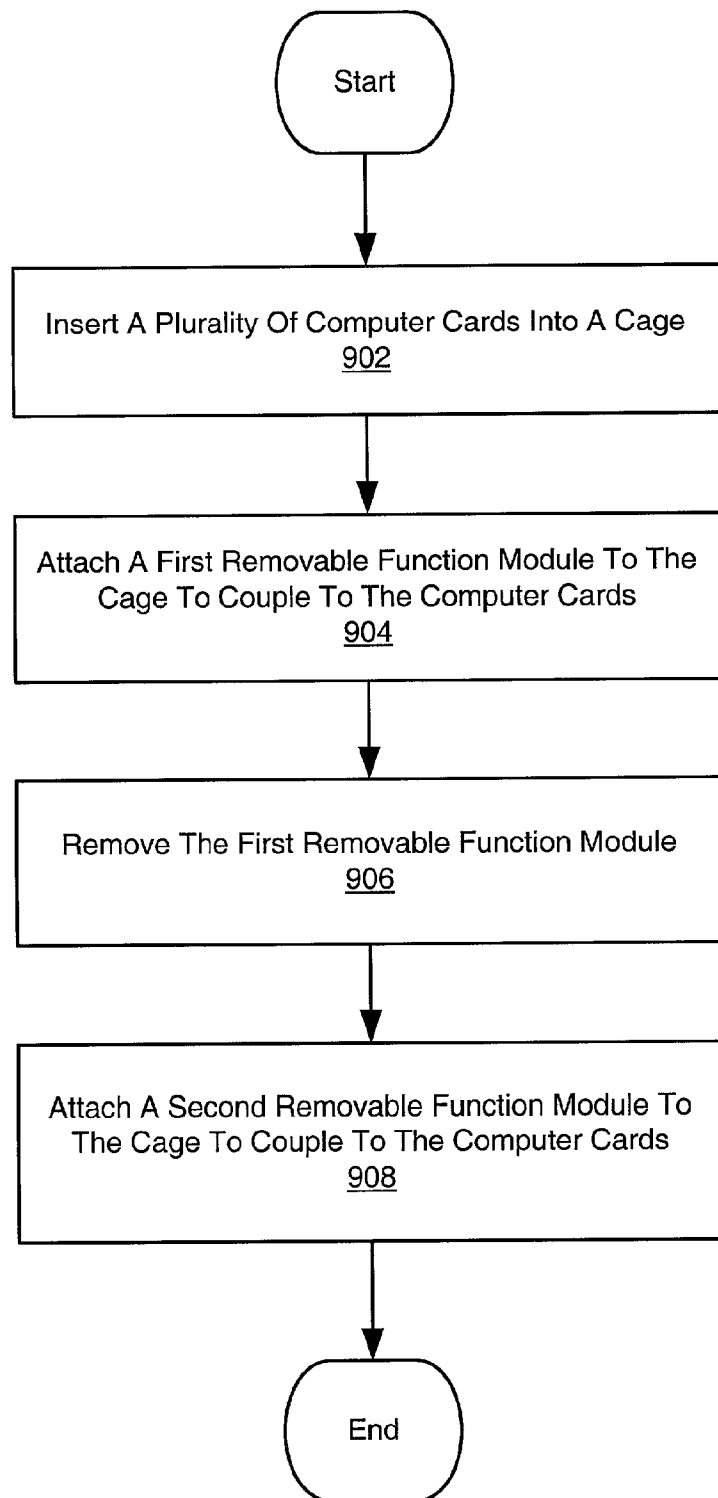 Start
Insert A Plurality Of Computer Cards Into A Cage
902
Attach A First Removable Function Module To The
Cage To Couple To The Computer Cards
904
Remove The First Removable Function Module
906
Attach A Second Removable Function Module To
The Cage To Couple To The Computer Cards
908
End